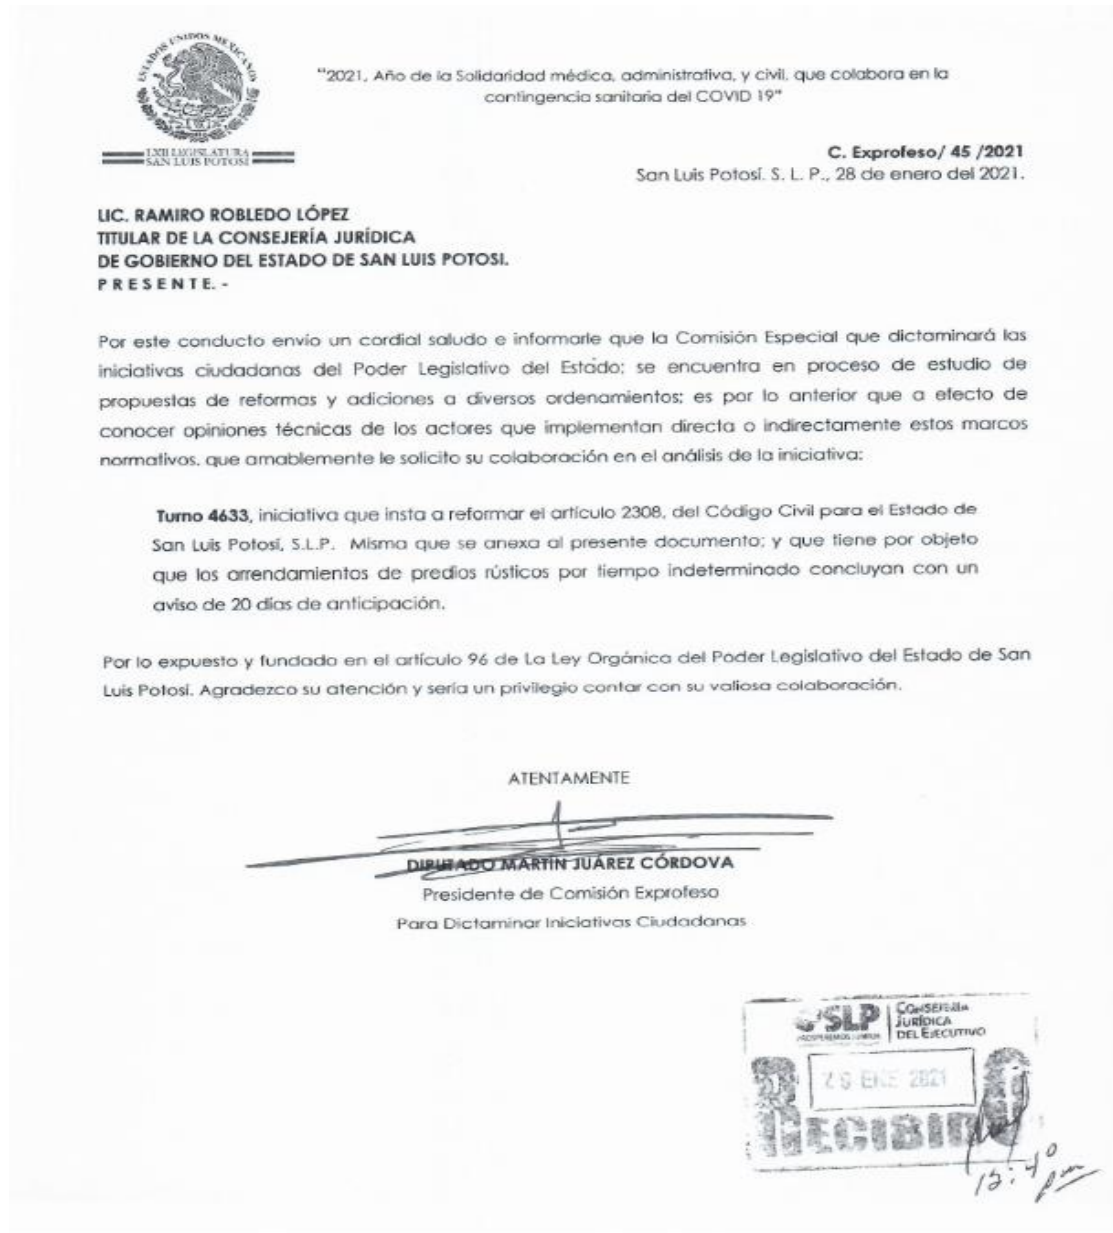 ESTADOS UNIDOS MEXICANOS
LXII LEGISLATURA
SAN LUIS POTOSÍ
"2021, Año de la Solidaridad médica, administrativa, y civil, que colabora en la
contingencia sanitaria del COVID 19"
C. Exprofeso/ 45 /2021
San Luis Potosí. S. L. P., 28 de enero del 2021.
LIC. RAMIRO ROBLEDO LÓPEZ
TITULAR DE LA CONSEJERÍA JURÍDICA
DE GOBIERNO DEL ESTADO DE SAN LUIS POTOSI.
P R E S E N T E. -
Por este conducto envío un cordial saludo e informarle que la Comisión Especial que dictaminará las
iniciativas ciudadanas del Poder Legislativo del Estado; se encuentra en proceso de estudio de
propuestas de reformas y adiciones a diversos ordenamientos; es por lo anterior que a efecto de
conocer opiniones técnicas de los actores que implementan directa o indirectamente estos marcos
normativos, que amablemente le solicito su colaboración en el análisis de la iniciativa:
Turno 4633, iniciativa que insta a reformar el artículo 2308, del Código Civil para el Estado de
San Luis Potosí, S.L.P. Misma que se anexa al presente documento; y que tiene por objeto
que los arrendamientos de predios rústicos por tiempo indeterminado concluyan con un
aviso de 20 días de anticipación.
Por lo expuesto y fundado en el artículo 96 de La Ley Orgánica del Poder Legislativo del Estado de San
Luis Potosí. Agradezco su atención y sería un privilegio contar con su valiosa colaboración.
ATENTAMENTE
DIPUTADO MARTÍN JUÁREZ CÓRDOVA
Presidente de Comisión Exprofeso
Para Dictaminar Iniciativas Ciudadanas
SLP
PROSPEREMOS JUNTOS
CONSEJERÍA
JURÍDICA
DEL EJECUTIVO
ENE 2021
RECIBIDO
pm